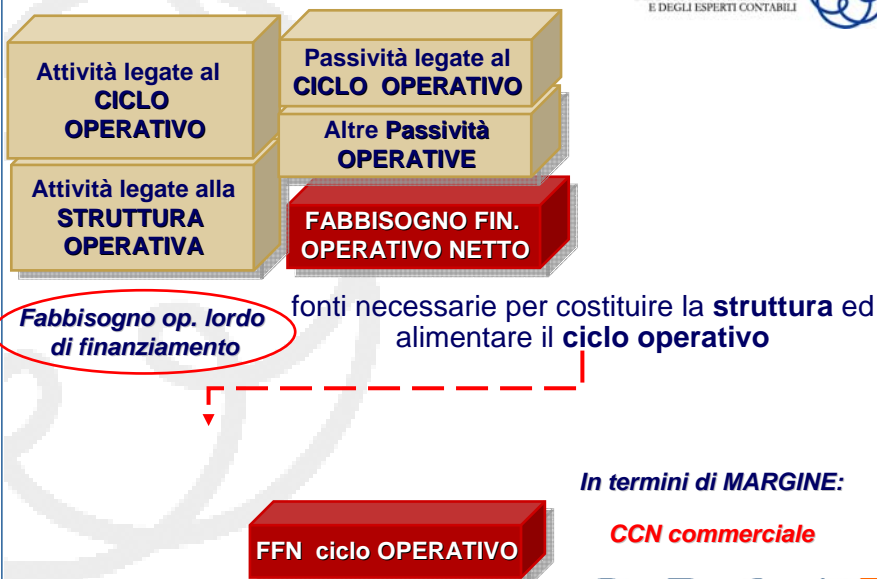 E DEGLI ESPERTI CONTABILI
Attività legate al
CICLO
OPERATIVO
Passività legate al
CICLO OPERATIVO
Altre Passività
OPERATIVE
Attività legate alla
STRUTTURA
OPERATIVA
FABBISOGNO FIN.
OPERATIVO NETTO
Fabbisogno op. lordo
di finanziamento
fonti necessarie per costituire la struttura ed
alimentare il ciclo operativo
In termini di MARGINE:
CCN commerciale
FFN ciclo OPERATIVO